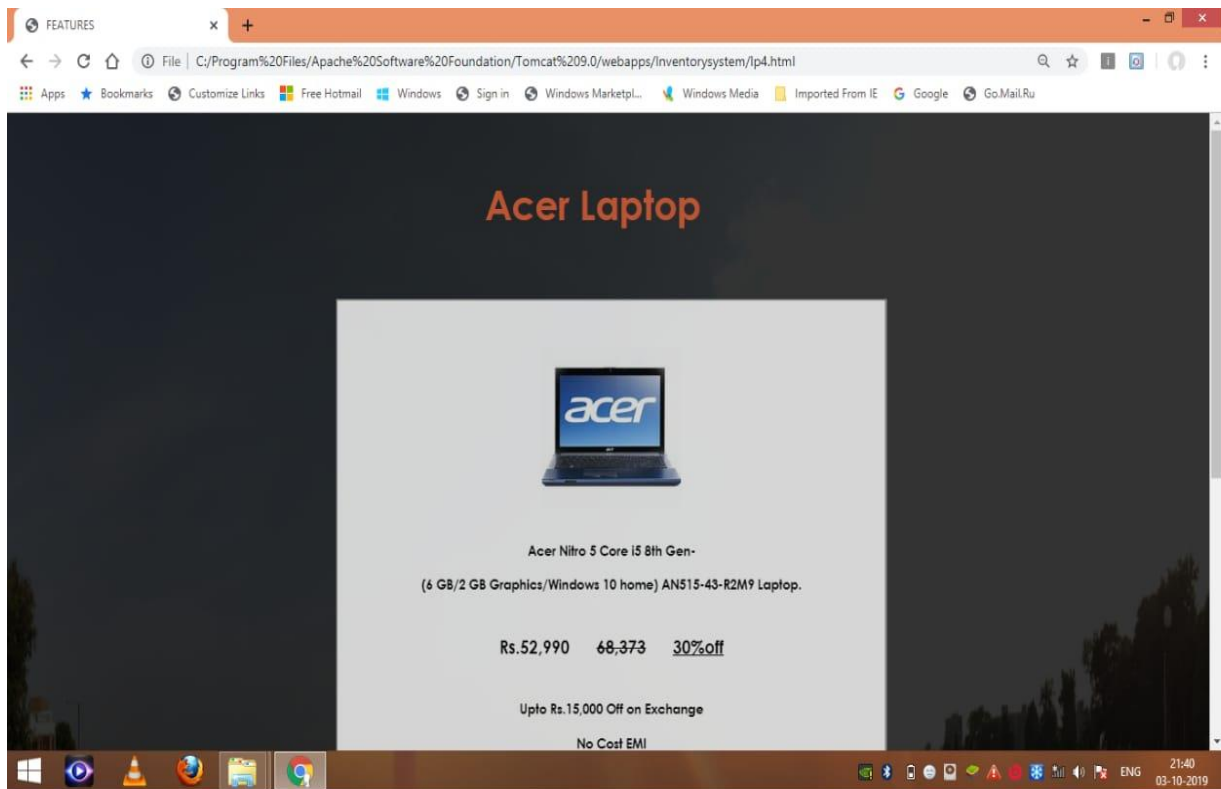 FEATURES
File | C:/Program%20Files/Apache%20Software%20Foundation/Tomcat%209.0/webapps/Inventorysystem/lp4.html
Apps Bookmarks Customize Links Free Hotmail Windows Sign in Windows Marketpl... Windows Media Imported From IE Google Go.Mail.Ru
Acer Laptop
acer
Acer Nitro 5 Core i5 8th Gen-
(6 GB/2 GB Graphics/Windows 10 home) AN515-43-R2M9 Laptop.
Rs.52,990 68,373 30%off
Upto Rs.15,000 Off on Exchange
No Cost EMI
ENG
21:40
03-10-2019